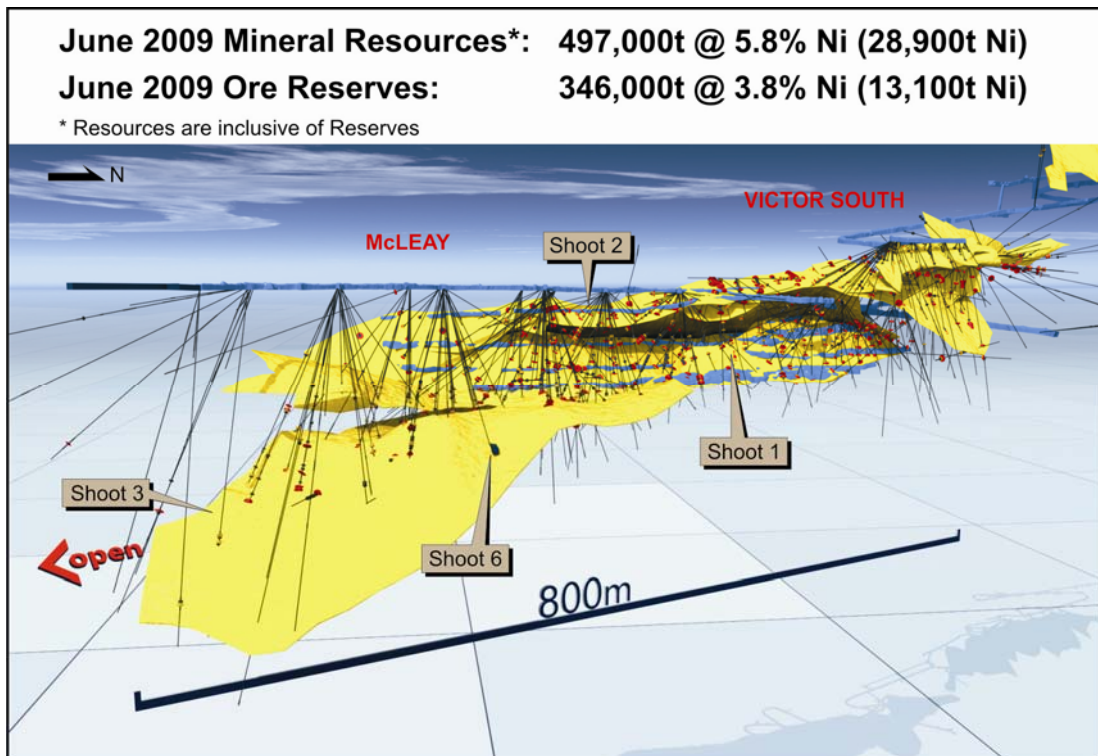 June 2009 Mineral Resources*: 497,000t @ 5.8% Ni (28,900t Ni)
June 2009 Ore Reserves: 346,000t @ 3.8% Ni (13,100t Ni)
* Resources are inclusive of Reserves
N
VICTOR SOUTH
McLEAY
Shoot 2
Shoot 1
Shoot 3
open
Shoot 6
800m